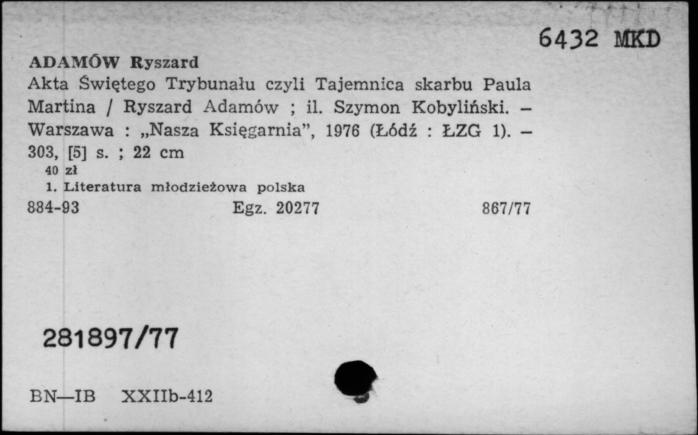 6432 MKD
ADAMÓW Ryszard
Akta Świętego Trybunału czyli Tajemnica skarbu Paula
Martina / Ryszard Adamów ; il. Szymon Kobyliński. —
Warszawa : „Nasza Księgarnia”, 1976 (Łódź : ŁZG 1). —
303, [5] s. ; 22 cm
40 zł
1. Literatura młodzieżowa polska
884-93 Egz. 20277 867/77
281897/77
BN—IB XXIIb-412